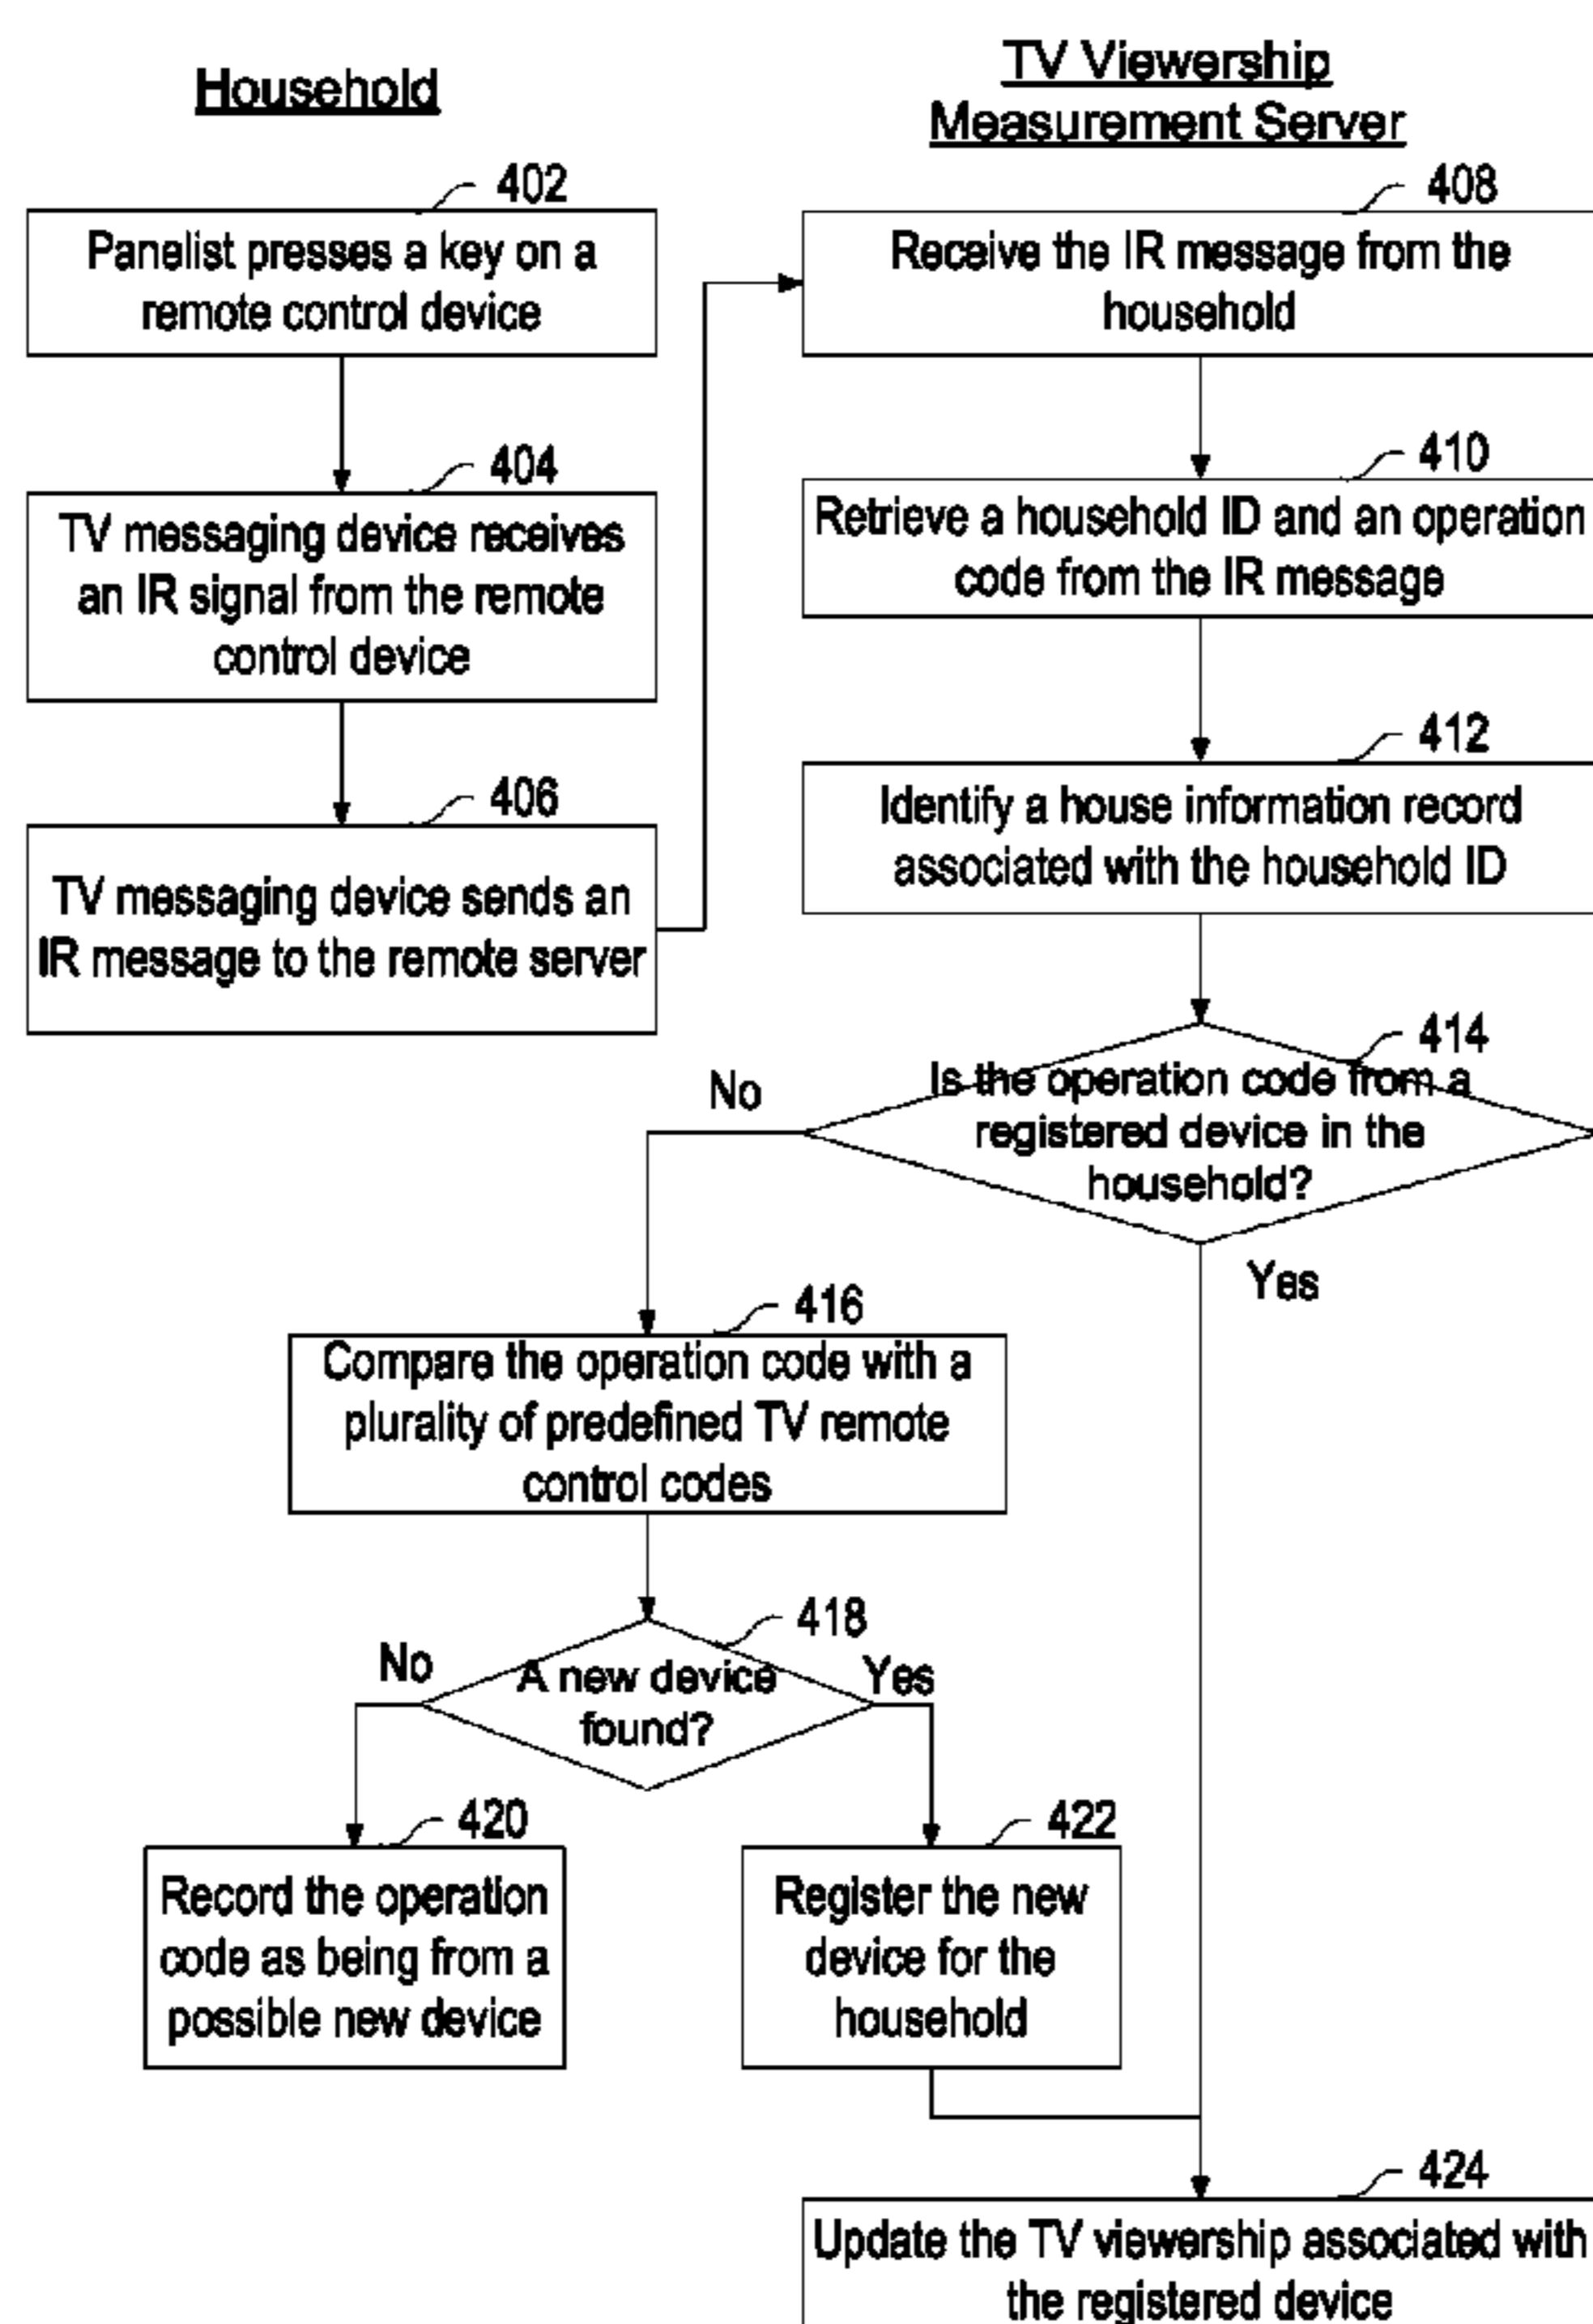 Household
402
Panelist presses a key on a
remote control device
404
TV messaging device receives
an IR signal from the remote
control device
406
TV messaging device sends an
IR message to the remote server
TV Viewership
Measurement Server
408
Receive the IR message from the
household
410
Retrieve a household ID and an operation
code from the IR message
412
Identify a house information record
associated with the household ID
414
Is the operation code from a
registered device in the
household?
No
Yes
416
Compare the operation code with a
plurality of predefined TV remote
control codes
418
A new device
found?
No
Yes
420
Record the operation
code as being from a
possible new device
422
Register the new
device for the
household
424
Update the TV viewership associated with
the registered device